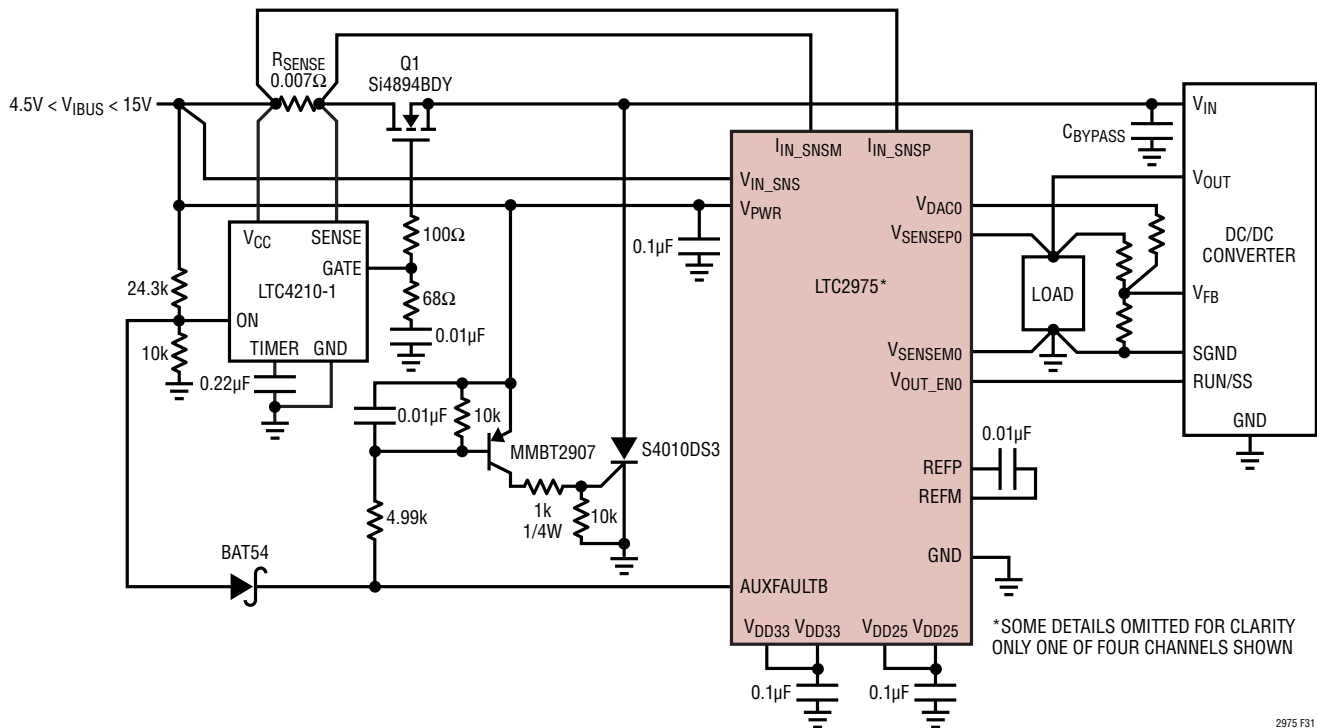 RSENSE
0.007Ω
Q1
Si4894BDY
4.5V < VIBUS < 15V
VIN
CBYPASS
IIN_SNSM IIN_SNSP
VIN_SNS
VPWR
VOUT
VDAC0
VSENSEP0
VCC SENSE
100Ω
0.1µF
DC/DC
CONVERTER
GATE
24.3k
LTC4210-1
68Ω
LTC2975*
LOAD
VFB
ON
0.01µF
10k
TIMER GND
VSENSEM0
SGND
0.22µF
VOUT_EN0
RUN/SS
0.01µF
10k
GND
MMBT2907
S4010DS3
0.01µF
REFP
REFM
1k
1/4W
10k
4.99k
BAT54
GND
AUXFAULTB
VDD33 VDD33 VDD25 VDD25
*SOME DETAILS OMITTED FOR CLARITY
ONLY ONE OF FOUR CHANNELS SHOWN
0.1µF
0.1µF
2975 F31